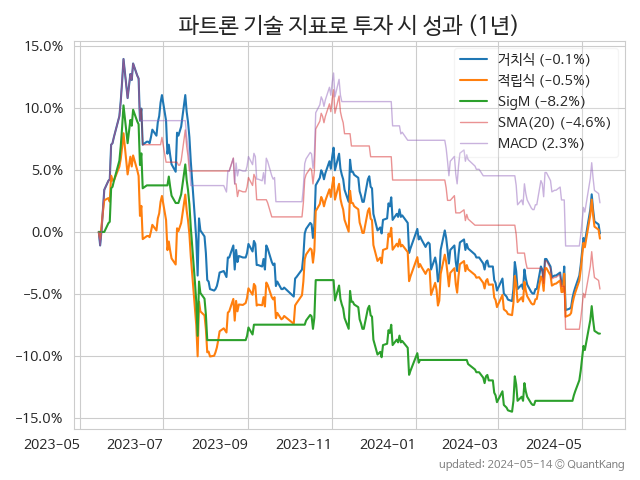 파트론 기술 지표로 투자 시 성과 (1년)
15.0%
10.0%
5.0%
0.0%
−5.0%
−10.0%
−15.0%
거치식 (−0.1%)
적립식 (−0.5%)
SigM (−8.2%)
SMA(20) (−4.6%)
MACD (2.3%)
2023-05 2023-07 2023-09 2023-11 2024-01 2024-03 2024-05
updated: 2024-05-14 © QuantKang